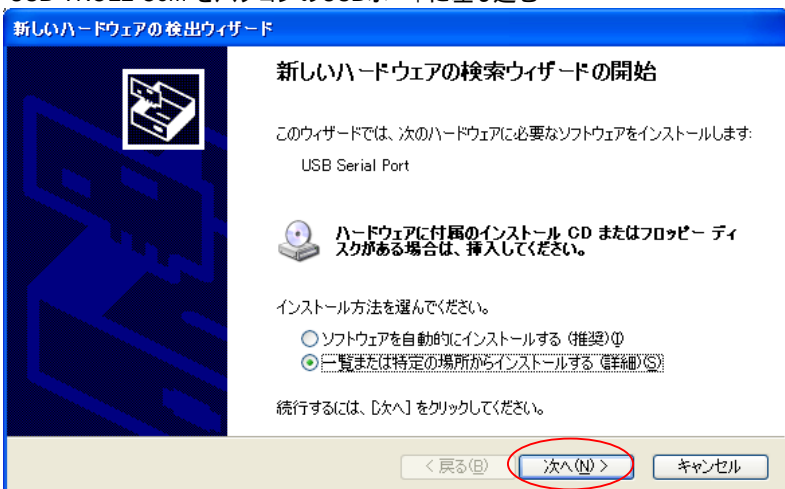 新しいハードウェアの検出ウィザード
新しいハードウェアの検索ウィザードの開始
このウィザードでは、次のハードウェアに必要なソフトウェアをインストールします:
USB Serial Port
ハードウェアに付属のインストール CD またはフロッピー ディ
スクがある場合は、挿入してください。
インストール方法を選んでください。
ソフトウェアを自動的にインストールする (推奨)(I)
一覧または特定の場所からインストールする (詳細)(S)
続行するには、[次へ] をクリックしてください。
< 戻る(B)
次へ(N) >
キャンセル